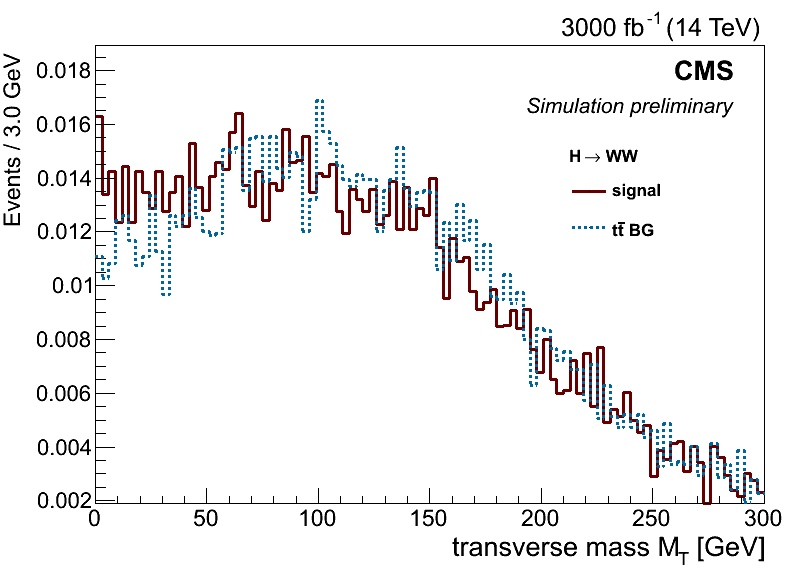 3000 fb⁻¹ (14 TeV)
CMS
Simulation preliminary
H → WW
signal
tt̄ BG
Events / 3.0 GeV
0.018
0.016
0.014
0.012
0.01
0.008
0.006
0.004
0.002
0 50 100 150 200 250 300
transverse mass M_T [GeV]